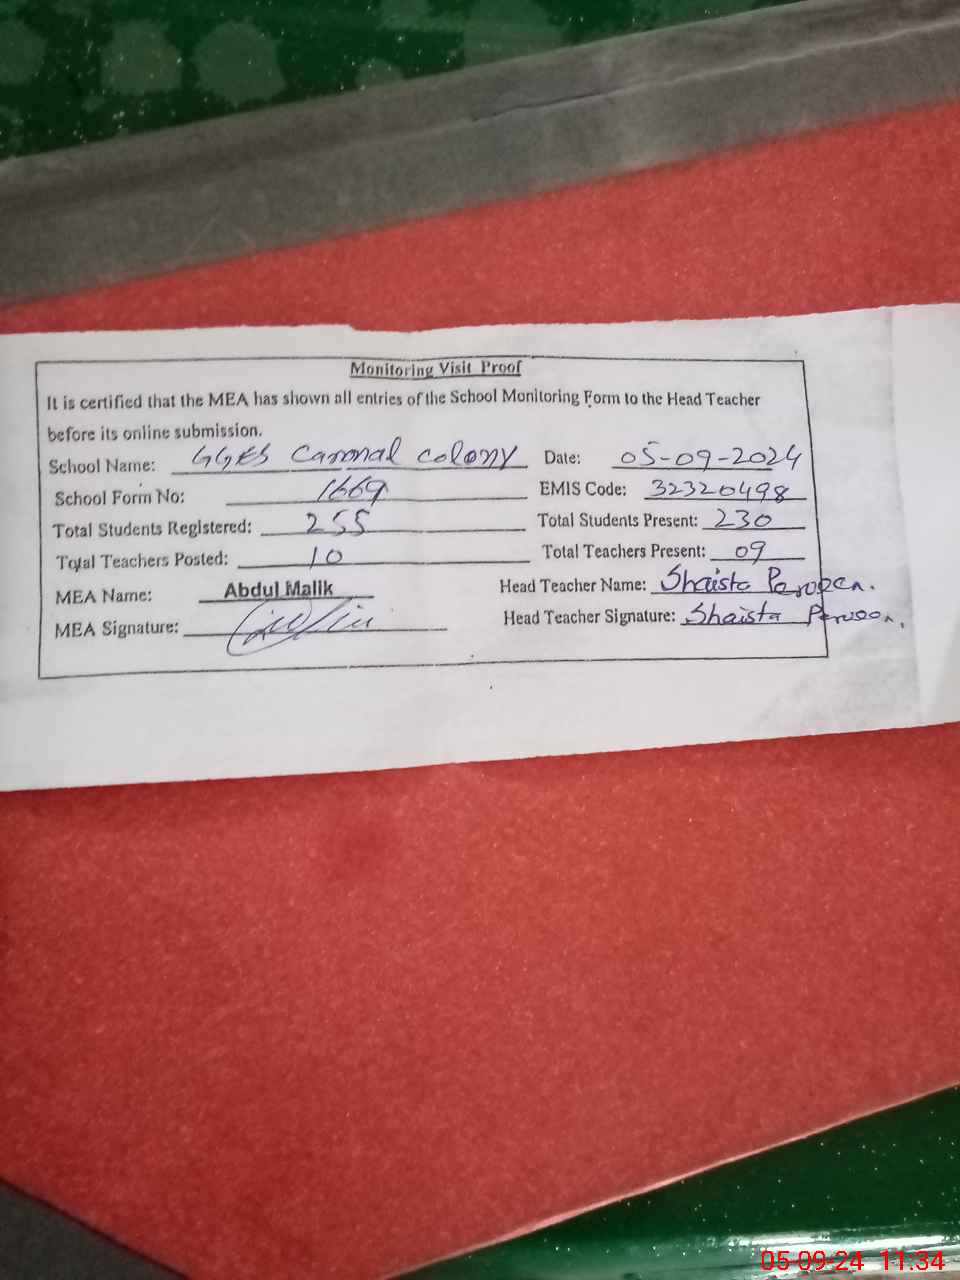 Monitoring Visit Proof
It is certified that the MEA has shown all entries of the School Monitoring Form to the Head Teacher
before its online submission.
School Name: GGES Cannal colony Date: 05-09-2024
School Form No: 1669 EMIS Code: 32320498
Total Students Registered: 255 Total Students Present: 230
Total Teachers Posted: 10 Total Teachers Present: 09
MEA Name: Abdul Malik Head Teacher Name: Shaista Parveen.
MEA Signature: Head Teacher Signature: Shaista Parveen.
05-09-24 11:34